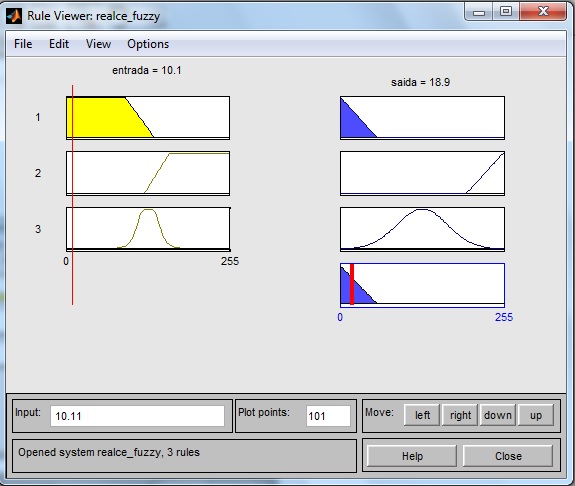 Rule Viewer: realce_fuzzy
File Edit View Options
entrada = 10.1
saida = 18.9
1
2
3
0 255
0 255
Input: 10.11 Plot points: 101 Move: left right down up
Opened system realce_fuzzy, 3 rules Help Close